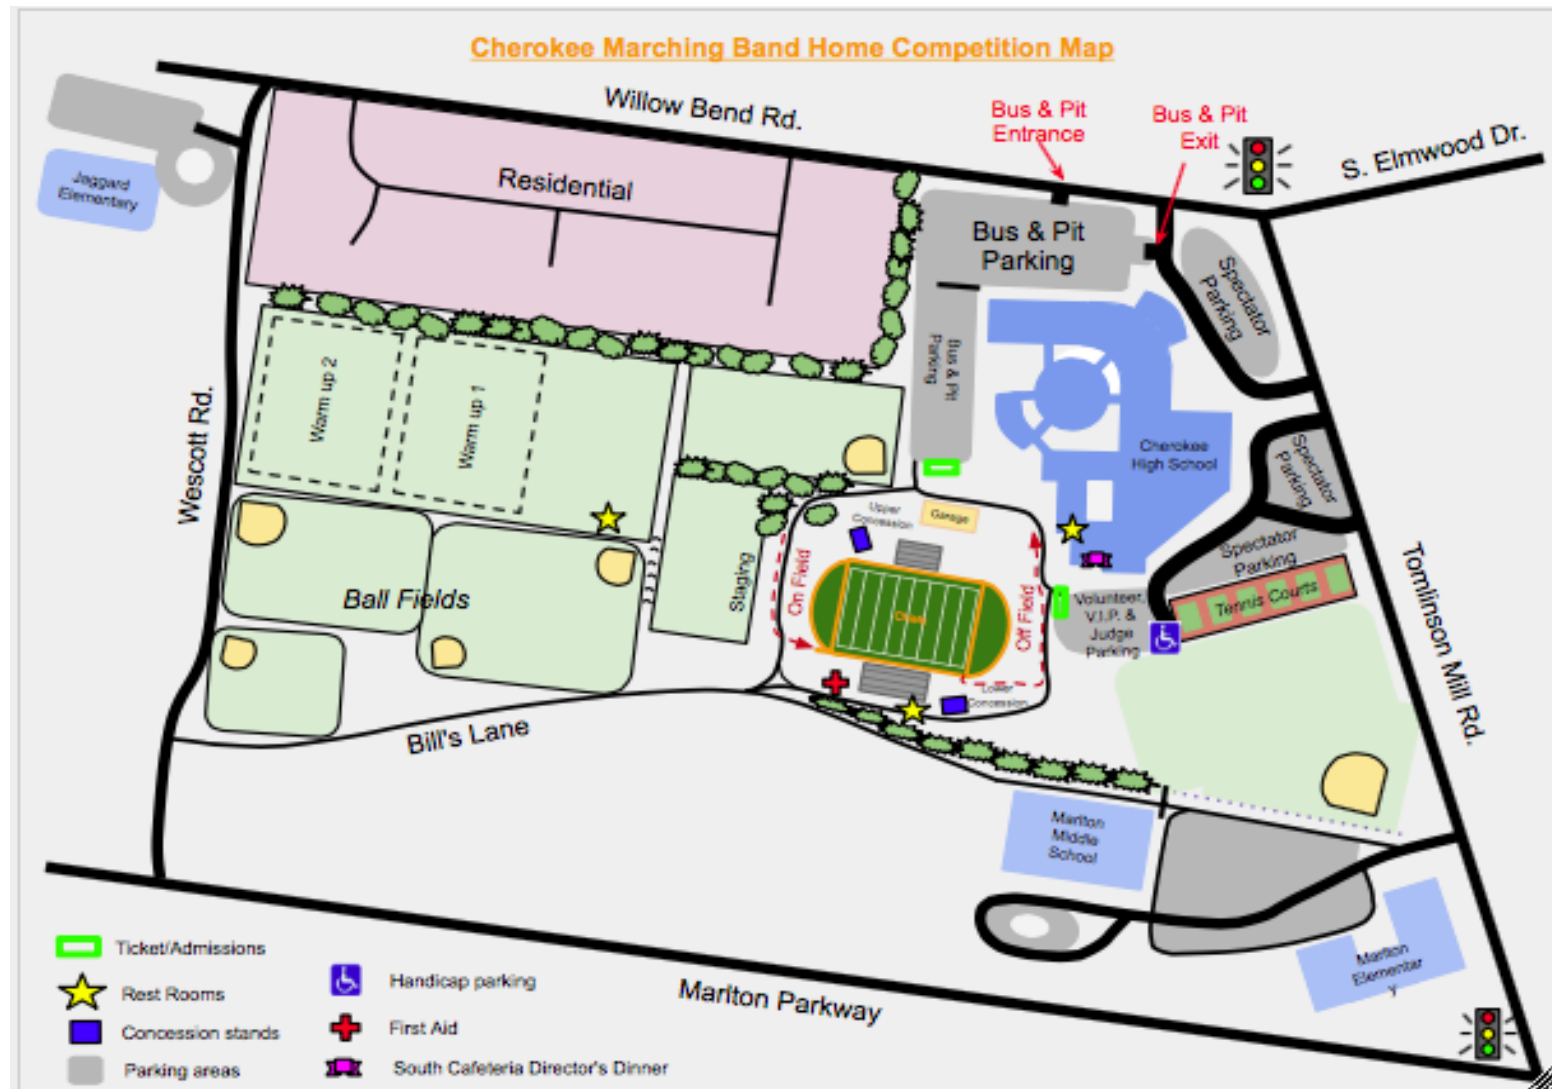 Cherokee Marching Band Home Competition Map
Willow Bend Rd.
Bus & Pit
Entrance
Bus & Pit
Exit
S. Elmwood Dr.
Jaggard
Elementary
Residential
Bus & Pit
Parking
Spectator
Parking
Bus & Pit
Parking
Warm up 2
Warm up 1
Wescott Rd.
Cherokee
High School
Spectator
Parking
Upper
Concession
Garage
Spectator
Parking
Staging
On Field
Off Field
Ball Fields
Volunteer,
V.I.P. &
Judge
Parking
Tennis Courts
Tomlinson Mill Rd.
Lower
Concession
Bill's Lane
Marlton
Middle
School
Marlton
Elementar
y
Marlton Parkway
Ticket/Admissions
Rest Rooms
Concession stands
Parking areas
Handicap parking
First Aid
South Cafeteria Director's Dinner